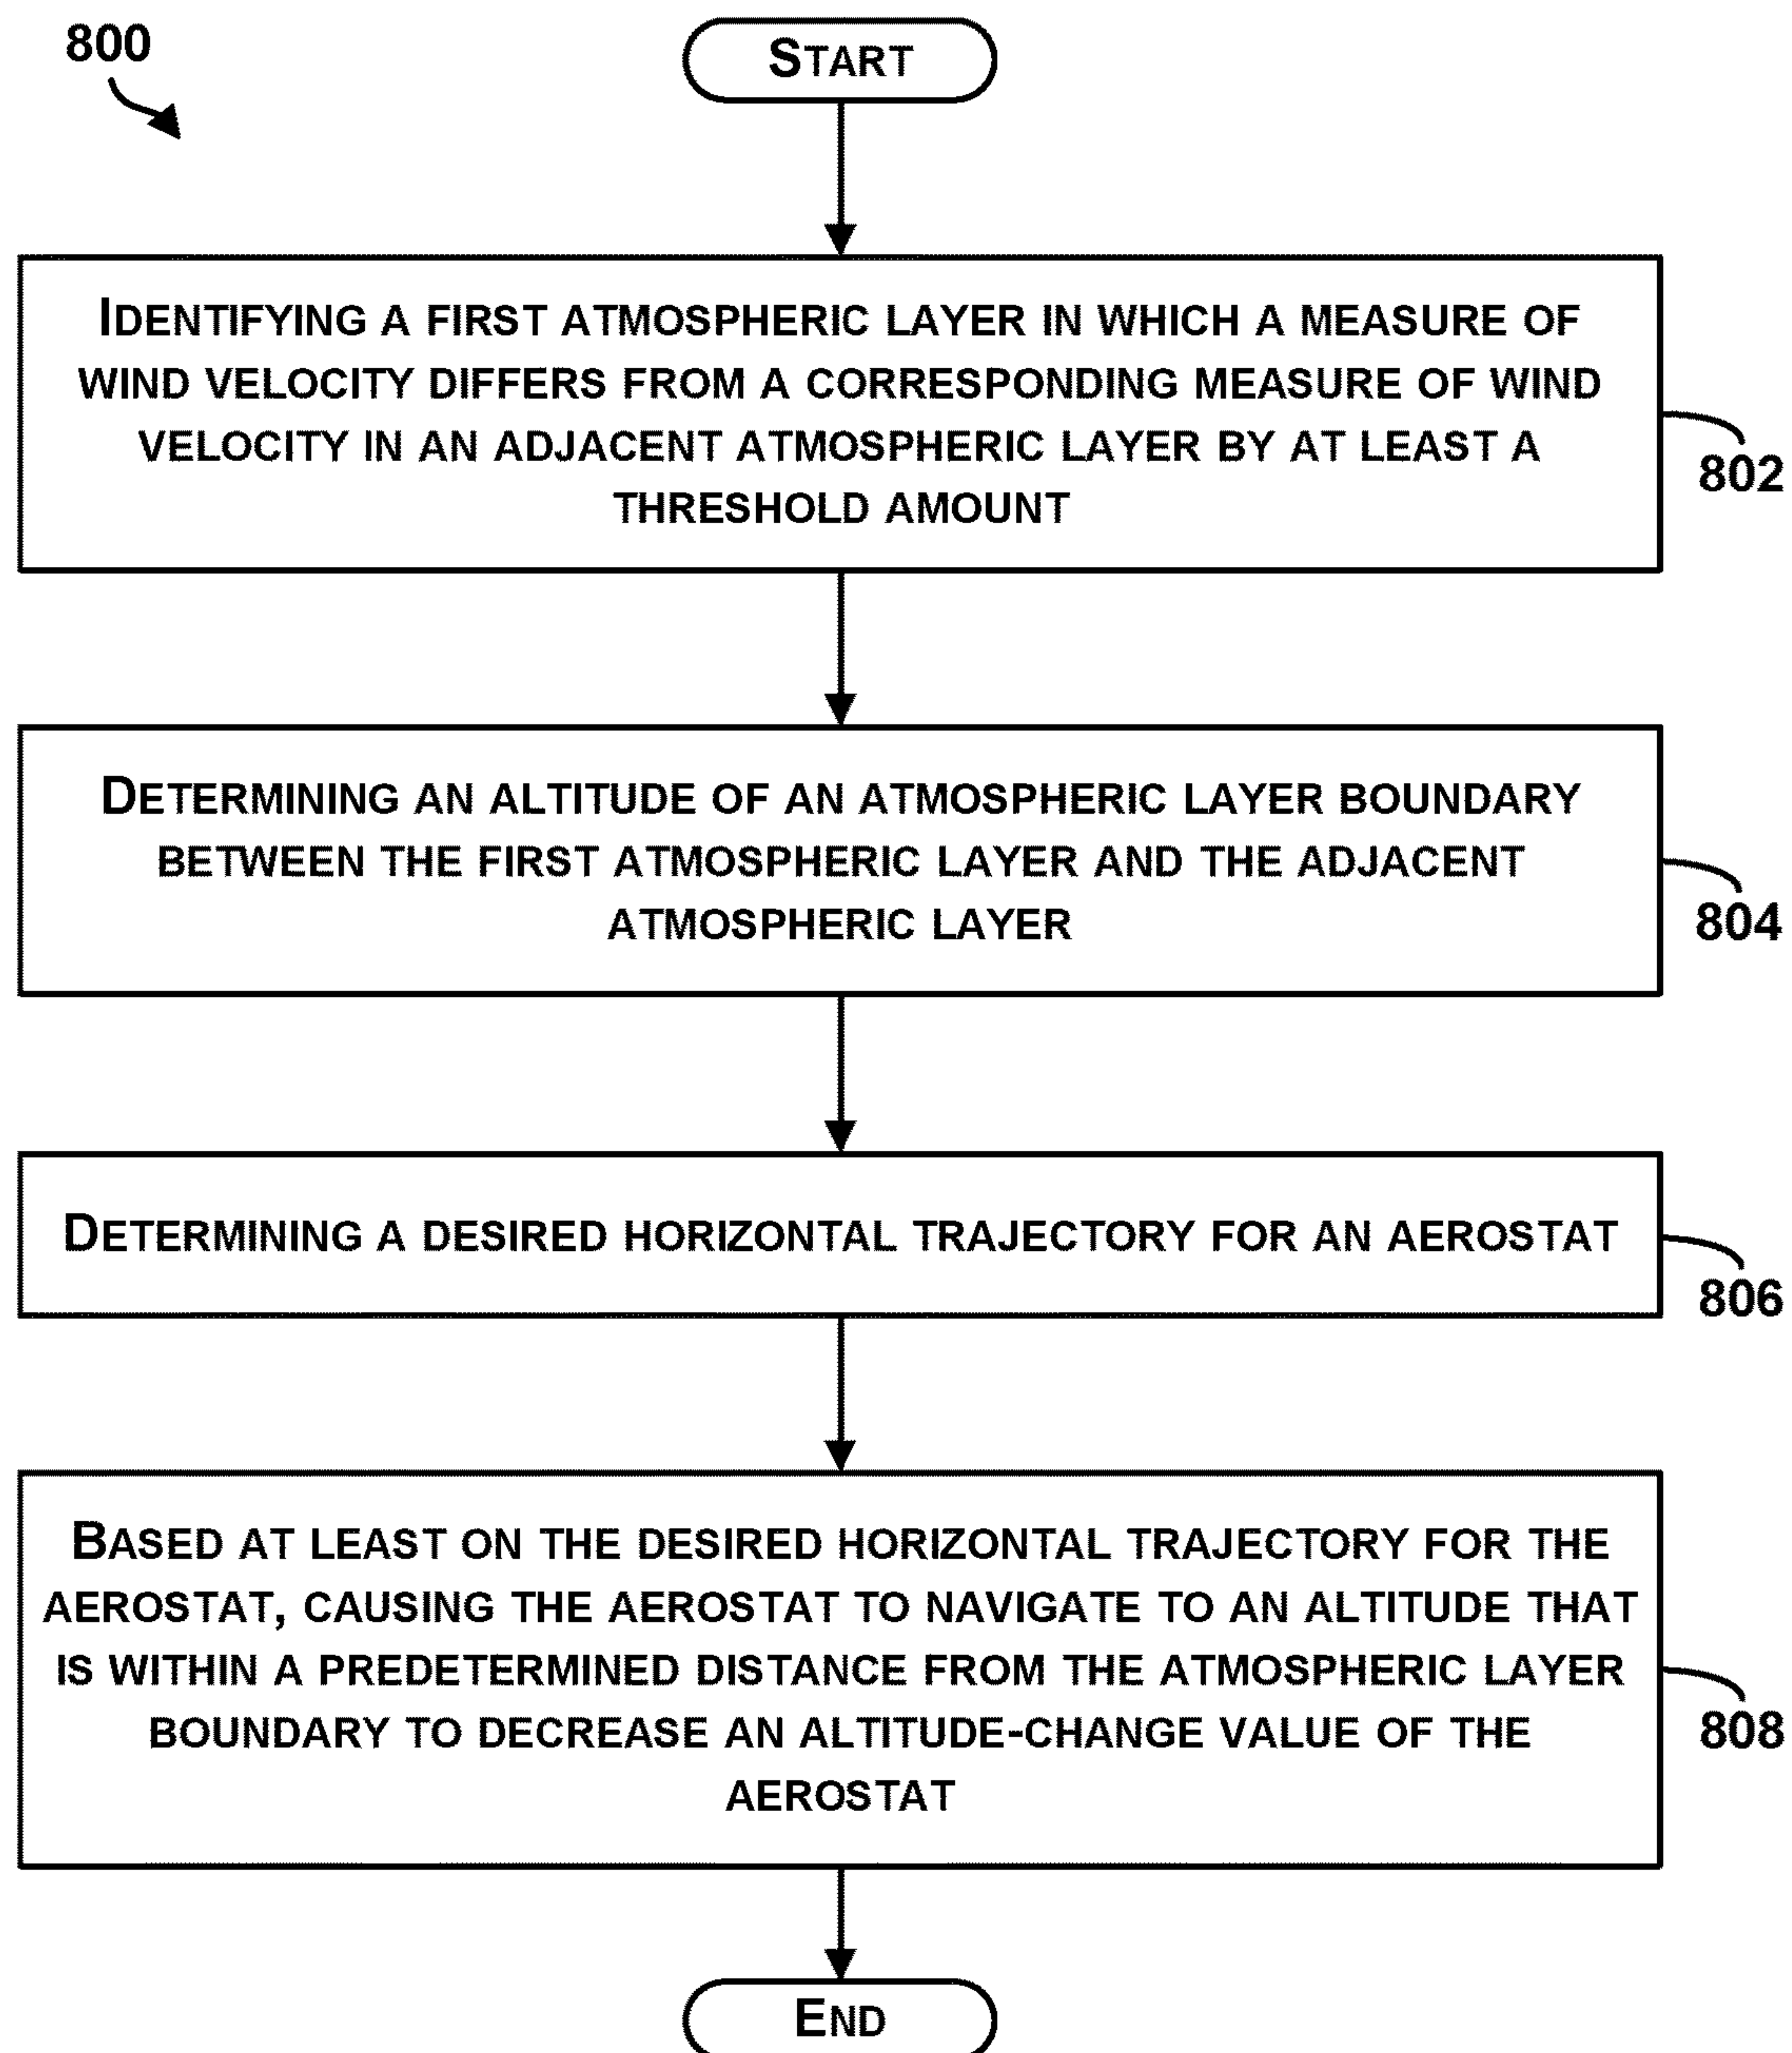 800
START
IDENTIFYING A FIRST ATMOSPHERIC LAYER IN WHICH A MEASURE OF
WIND VELOCITY DIFFERS FROM A CORRESPONDING MEASURE OF WIND
VELOCITY IN AN ADJACENT ATMOSPHERIC LAYER BY AT LEAST A
THRESHOLD AMOUNT
802
DETERMINING AN ALTITUDE OF AN ATMOSPHERIC LAYER BOUNDARY
BETWEEN THE FIRST ATMOSPHERIC LAYER AND THE ADJACENT
ATMOSPHERIC LAYER
804
DETERMINING A DESIRED HORIZONTAL TRAJECTORY FOR AN AEROSTAT
806
BASED AT LEAST ON THE DESIRED HORIZONTAL TRAJECTORY FOR THE
AEROSTAT, CAUSING THE AEROSTAT TO NAVIGATE TO AN ALTITUDE THAT
IS WITHIN A PREDETERMINED DISTANCE FROM THE ATMOSPHERIC LAYER
BOUNDARY TO DECREASE AN ALTITUDE-CHANGE VALUE OF THE
AEROSTAT
808
END